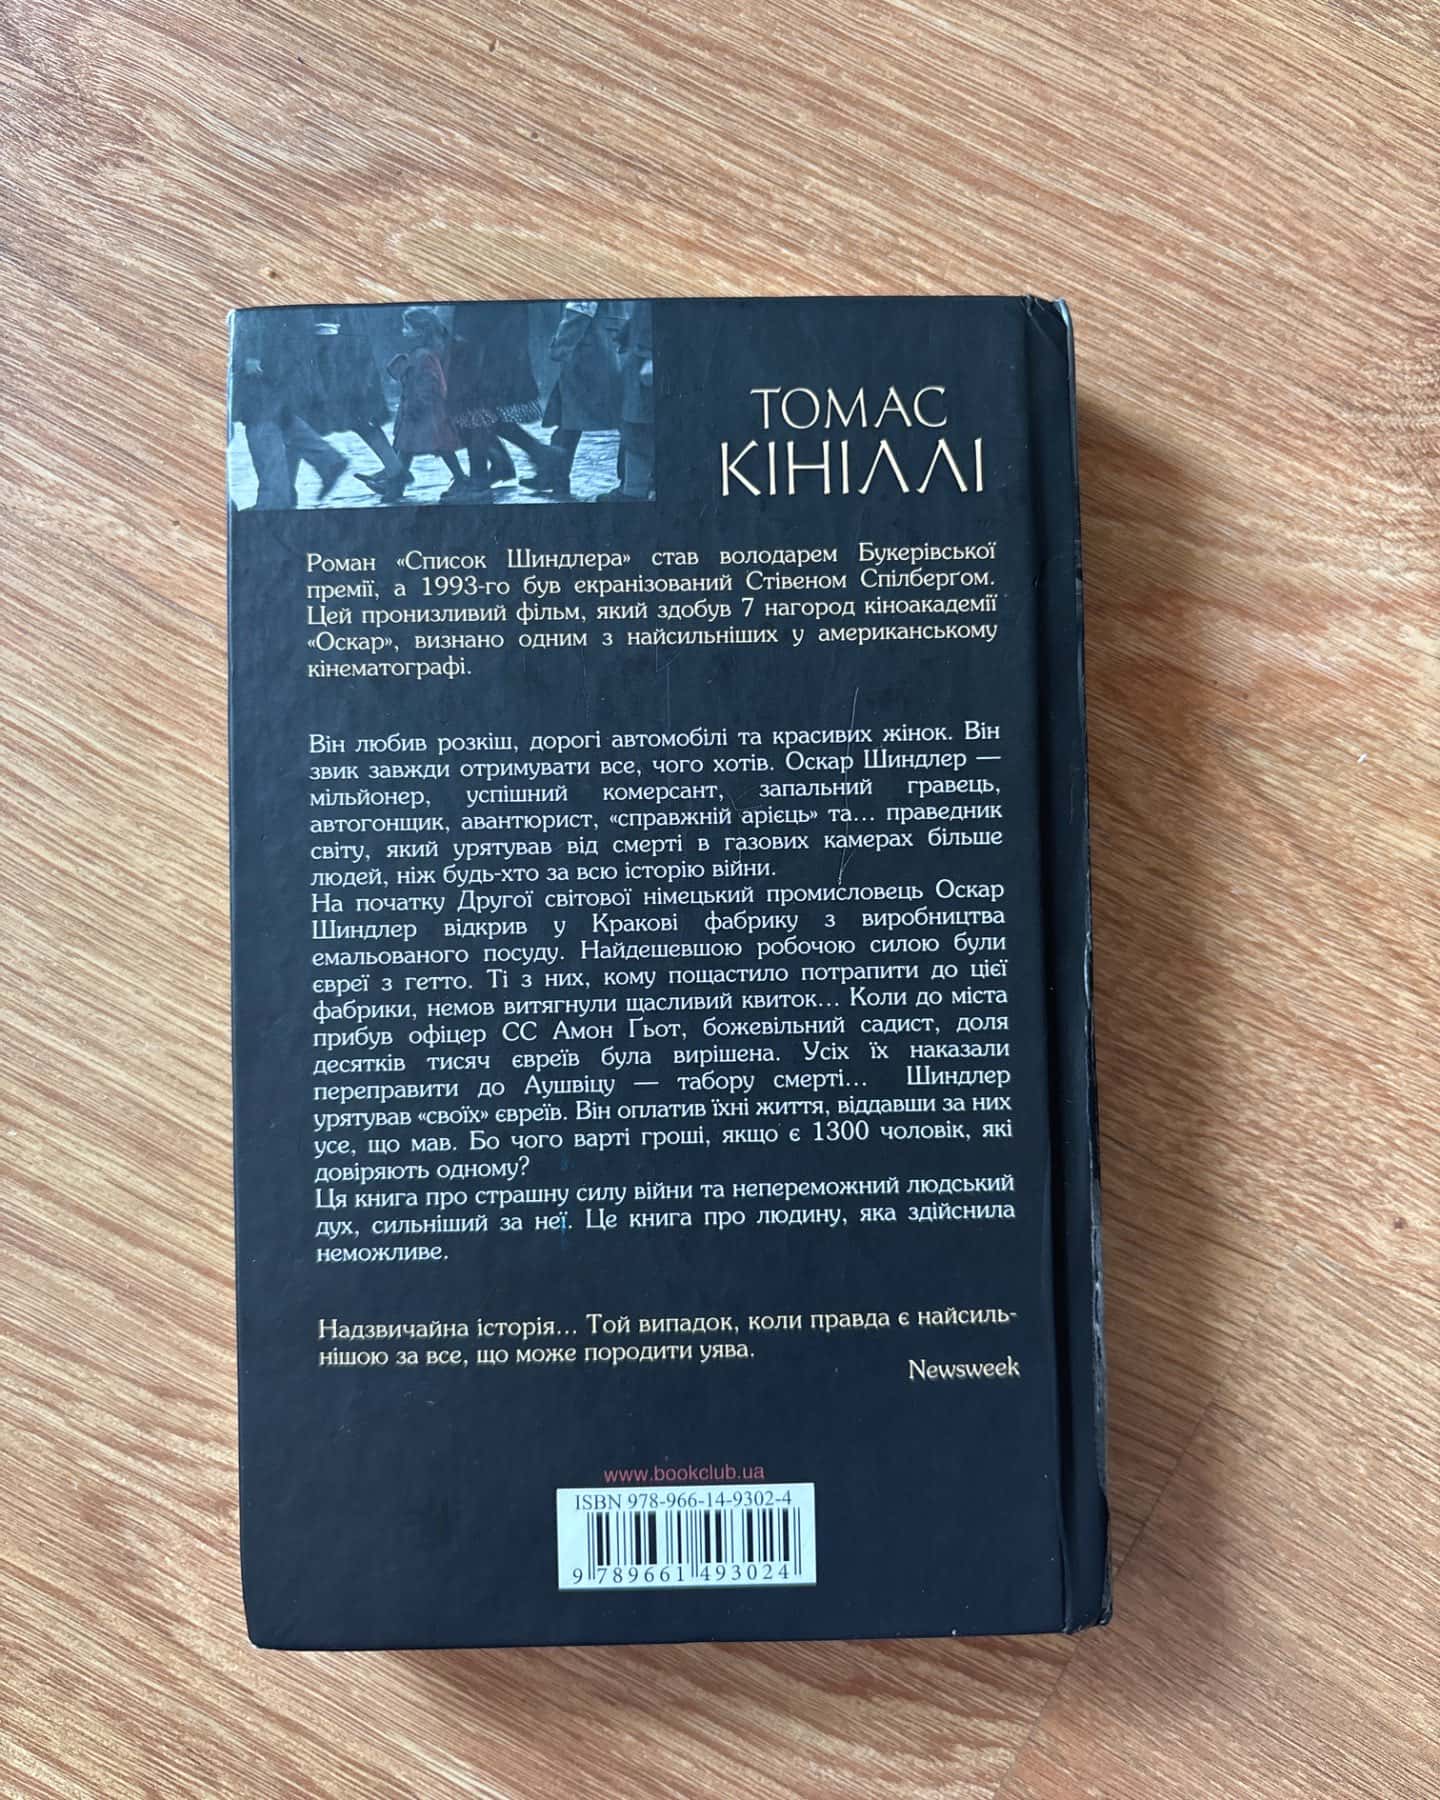 ТОМАС
КІНІЛЛІ
Роман «Список Шиндлера» став володарем Букерівської
премії, а 1993-го був екранізований Стівеном Спілберґом.
Цей пронизливий фільм, який здобув 7 нагород кіноакадемії
«Оскар», визнано одним з найсильніших у американському
кінематографі.
Він любив розкіш, дорогі автомобілі та красивих жінок. Він
звик завжди отримувати все, чого хотів. Оскар Шиндлер —
мільйонер, успішний комерсант, запальний гравець,
автогонщик, авантюрист, «справжній арієць» та... праведник
світу, який урятував від смерті в газових камерах більше
людей, ніж будь-хто за всю історію війни.
На початку Другої світової німецький промисловець Оскар
Шиндлер відкрив у Кракові фабрику з виробництва
емальованого посуду. Найдешевшою робочою силою були
євреї з гетто. Ті з них, кому пощастило потрапити до цієї
фабрики, немов витягнули щасливий квиток... Коли до міста
прибув офіцер СС Амон Ґьот, божевільний садист, доля
десятків тисяч євреїв була вирішена. Усіх їх наказали
переправити до Аушвіцу — табору смерті... Шиндлер
урятував «своїх» євреїв. Він оплатив їхні життя, віддавши за них
усе, що мав. Бо чого варті гроші, якщо є 1300 чоловік, які
довіряють одному?
Ця книга про страшну силу війни та непереможний людський
дух, сильніший за неї. Це книга про людину, яка здійснила
неможливе.
Надзвичайна історія... Той випадок, коли правда є найсиль-
нішою за все, що може породити уява.
Newsweek
www.bookclub.ua
ISBN 978-966-14-9302-4
9 789661 493024